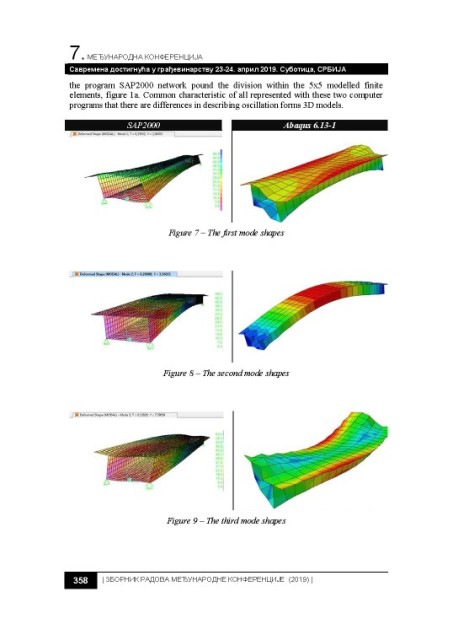 7. МЕЂУНАРОДНА КОНФЕРЕНЦИЈА
Савремена достигнућа у грађевинарству 23-24. април 2019. Суботица, СРБИЈА
the program SAP2000 network pound the division within the 5x5 modelled finite
elements, figure 1a. Common characteristic of all represented with these two computer
programs that there are differences in describing oscillation forms 3D models.
SAP2000
Abaqus 6.13-1
Figure 7 – The first mode shapes
Figure 8 – The second mode shapes
Figure 9 – The third mode shapes
358 | ЗБОРНИК РАДОВА МЕЂУНАРОДНЕ КОНФЕРЕНЦИЈЕ (2019) |